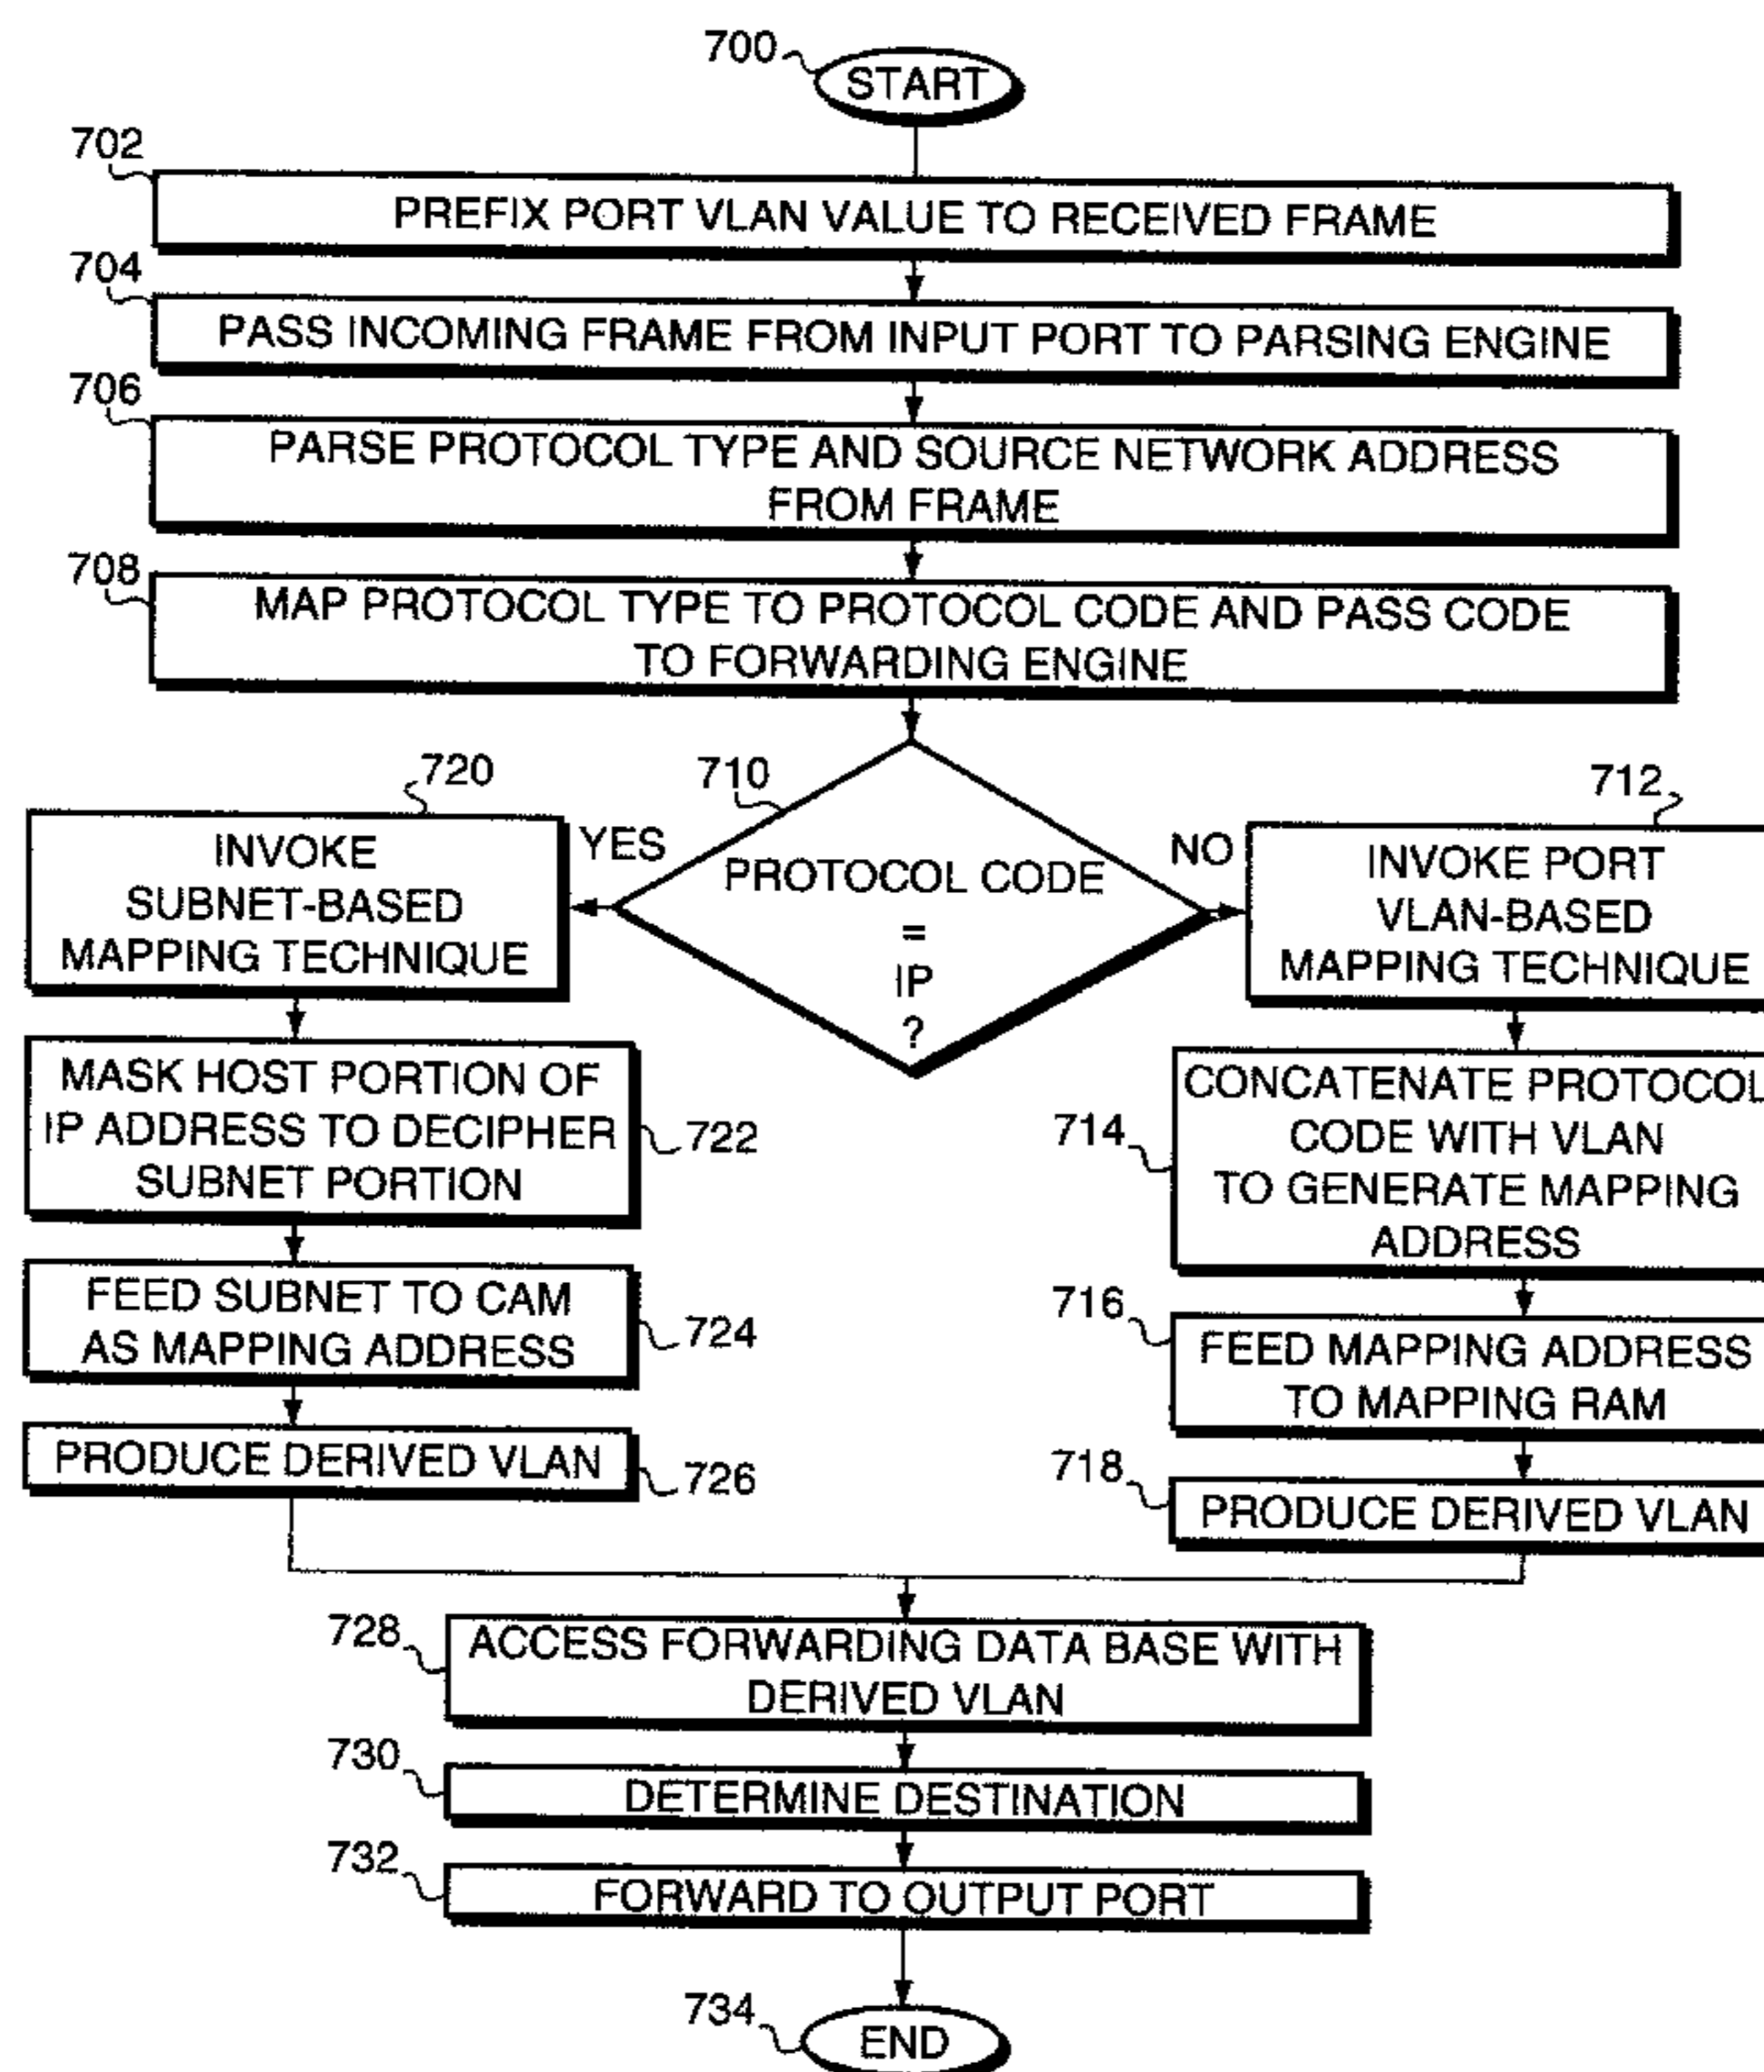 700
START
702
PREFIX PORT VLAN VALUE TO RECEIVED FRAME
704
PASS INCOMING FRAME FROM INPUT PORT TO PARSING ENGINE
706
PARSE PROTOCOL TYPE AND SOURCE NETWORK ADDRESS
FROM FRAME
708
MAP PROTOCOL TYPE TO PROTOCOL CODE AND PASS CODE
TO FORWARDING ENGINE
710
PROTOCOL CODE
=
IP
?
YES
NO
720
INVOKE
SUBNET-BASED
MAPPING TECHNIQUE
MASK HOST PORTION OF
IP ADDRESS TO DECIPHER
SUBNET PORTION
722
FEED SUBNET TO CAM
AS MAPPING ADDRESS
724
PRODUCE DERIVED VLAN
726
712
INVOKE PORT
VLAN-BASED
MAPPING TECHNIQUE
714
CONCATENATE PROTOCOL
CODE WITH VLAN
TO GENERATE MAPPING
ADDRESS
716
FEED MAPPING ADDRESS
TO MAPPING RAM
718
PRODUCE DERIVED VLAN
728
ACCESS FORWARDING DATA BASE WITH
DERIVED VLAN
730
DETERMINE DESTINATION
732
FORWARD TO OUTPUT PORT
734
END